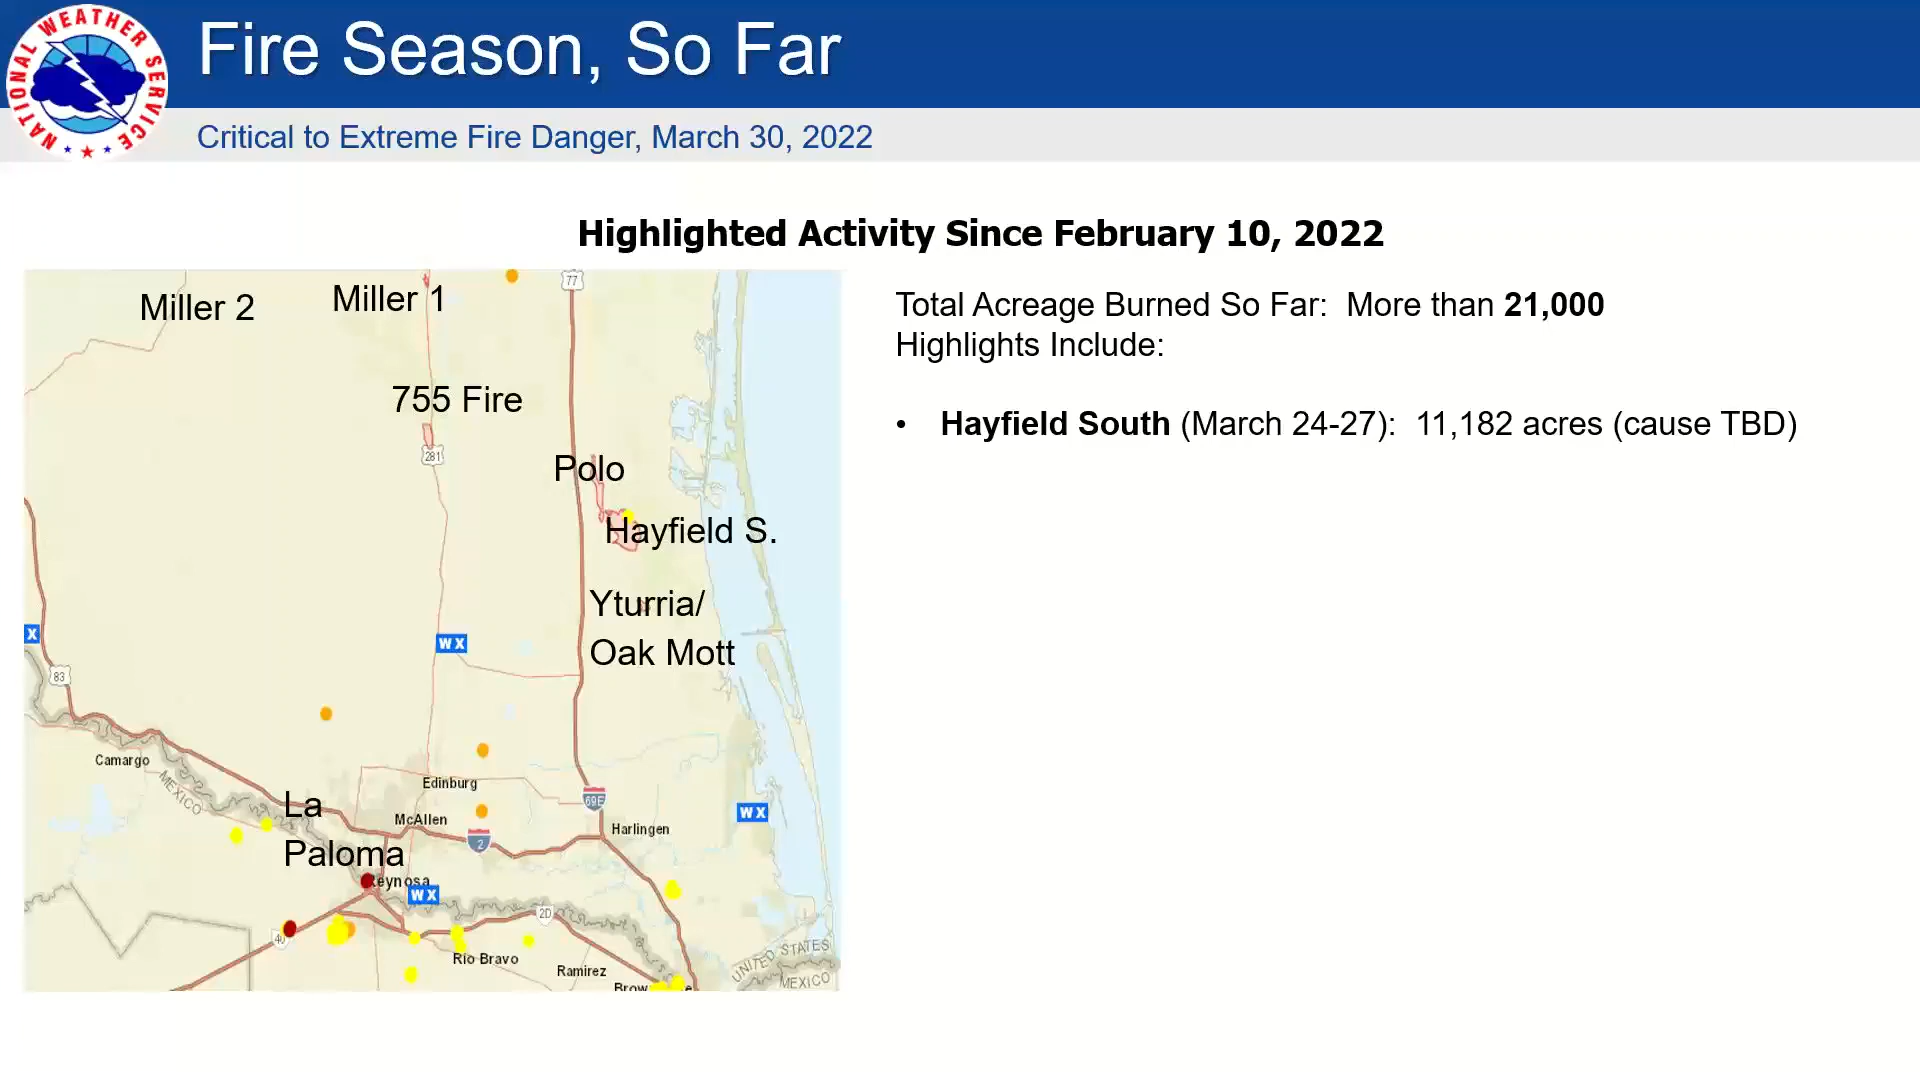 NATIONAL WEATHER SERVICE
Fire Season, So Far
Critical to Extreme Fire Danger, March 30, 2022
Highlighted Activity Since February 10, 2022
Total Acreage Burned So Far: More than 21,000
Highlights Include:
• Hayfield South (March 24-27): 11,182 acres (cause TBD)
77
Miller 2
Miller 1
755 Fire
281
Polo
Hayfield S.
Yturria/
Oak Mott
X
WX
83
Camargo
MEXICO
Edinburg
69E
La
Paloma
McAllen
2
Harlingen
WX
Reynosa
WX
2D
40
Rio Bravo
Ramirez
UNITED STATES
MEXICO